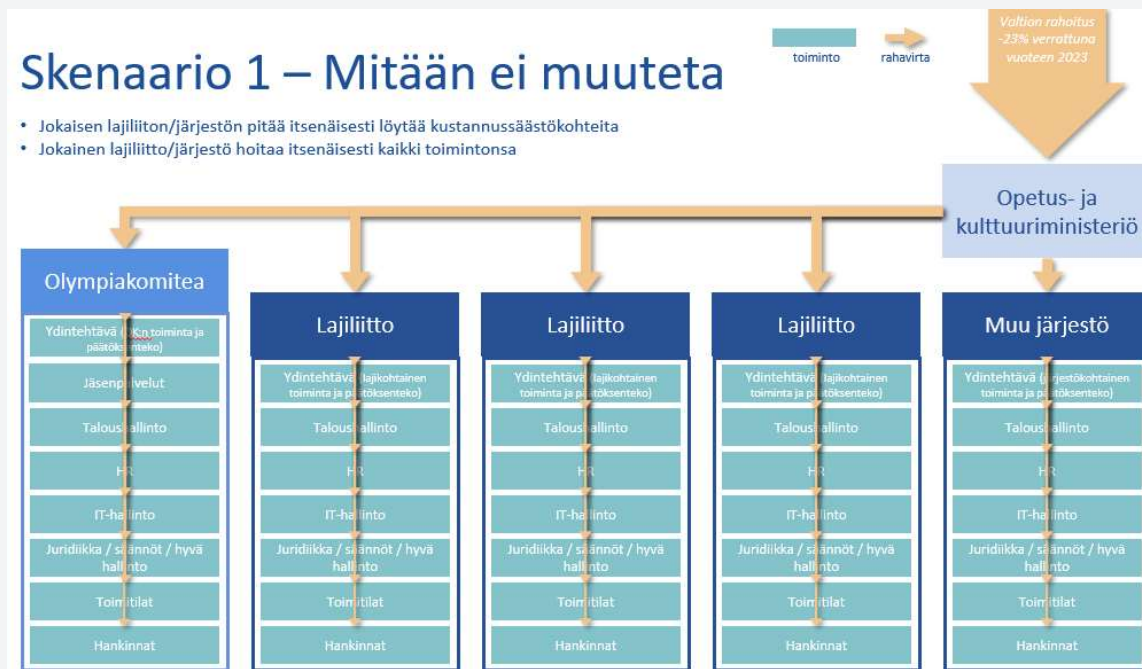 Skenaario 1 – Mitään ei muuteta
toiminto
rahavirta
Valtion rahoitus
-23% verrattuna
vuoteen 2023
• Jokaisen lajiliiton/järjestön pitää itsenäisesti löytää kustannussäästökohteita
• Jokainen lajiliitto/järjestö hoitaa itsenäisesti kaikki toimintonsa
Opetus- ja
kulttuuriministeriö
Olympiakomitea
Ydintehtävä (OK:n toiminta ja
päätöksenteko)
Jäsenpalvelut
Taloushallinto
HR
IT-hallinto
Juridiikka / säännöt / hyvä
hallinto
Toimitilat
Hankinnat
Lajiliitto
Ydintehtävä (lajikohtainen
toiminta ja päätöksenteko)
Taloushallinto
HR
IT-hallinto
Juridiikka / säännöt / hyvä
hallinto
Toimitilat
Hankinnat
Lajiliitto
Ydintehtävä (lajikohtainen
toiminta ja päätöksenteko)
Taloushallinto
HR
IT-hallinto
Juridiikka / säännöt / hyvä
hallinto
Toimitilat
Hankinnat
Lajiliitto
Ydintehtävä (lajikohtainen
toiminta ja päätöksenteko)
Taloushallinto
HR
IT-hallinto
Juridiikka / säännöt / hyvä
hallinto
Toimitilat
Hankinnat
Muu järjestö
Ydintehtävä (järjestökohtainen
toiminta ja päätöksenteko)
Taloushallinto
HR
IT-hallinto
Juridiikka / säännöt / hyvä
hallinto
Toimitilat
Hankinnat